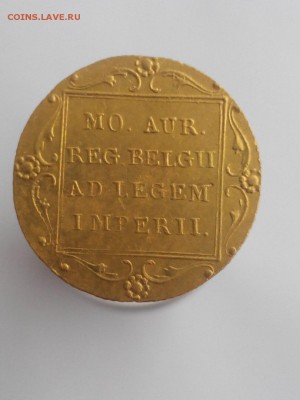 COINS.LAVE.RU
MO. AUR.
REG. BELGII
AD LEGEM
IMPERII.